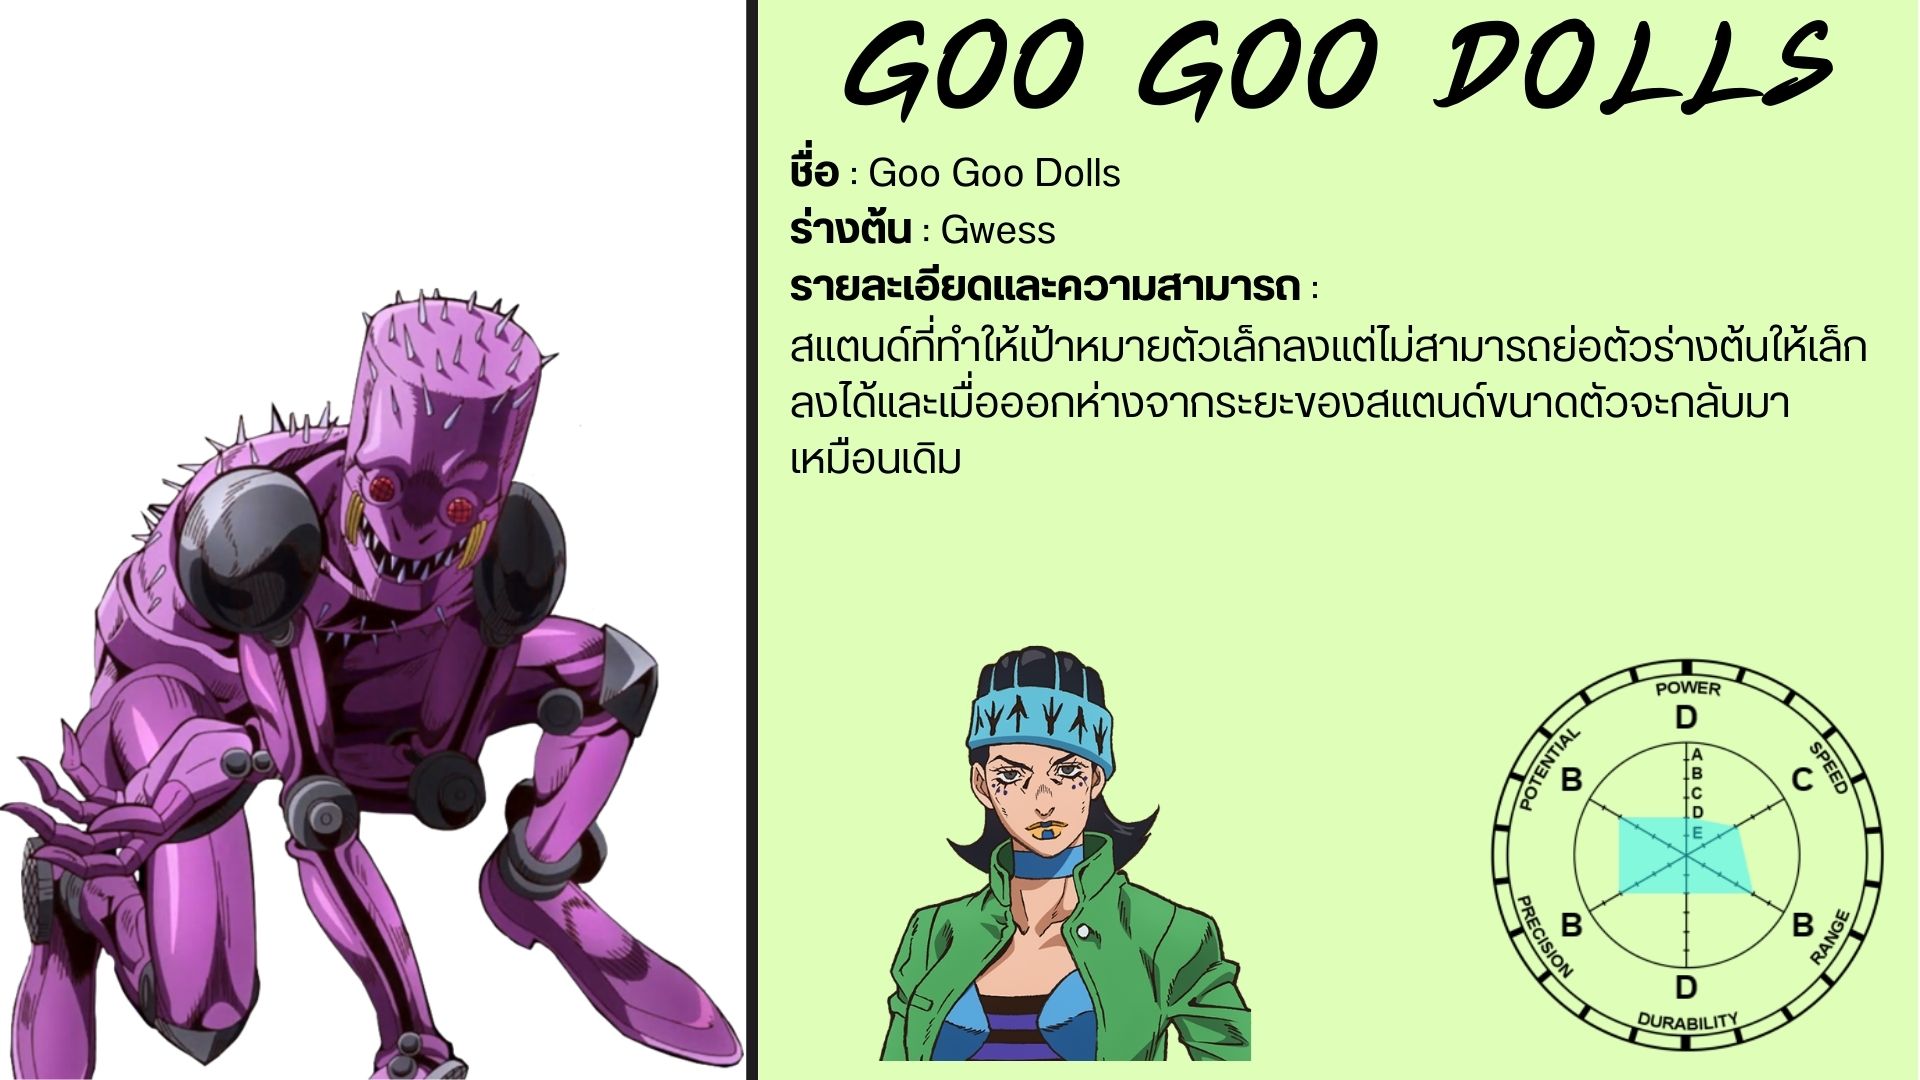 GOO GOO DOLLS
ชื่อ : Goo Goo Dolls
ร่างต้น : Gwess
รายละเอียดและความสามารถ :
สแตนด์ที่ทำให้เป้าหมายตัวเล็กลงแต่ไม่สามารถย่อตัวร่างต้นให้เล็ก
ลงได้และเมื่อออกห่างจากระยะของสแตนด์ขนาดตัวจะกลับมา
เหมือนเดิม
POWER
D
POTENTIAL
B
SPEED
C
A
B
C
D
E
PRECISION
B
RANGE
B
D
DURABILITY